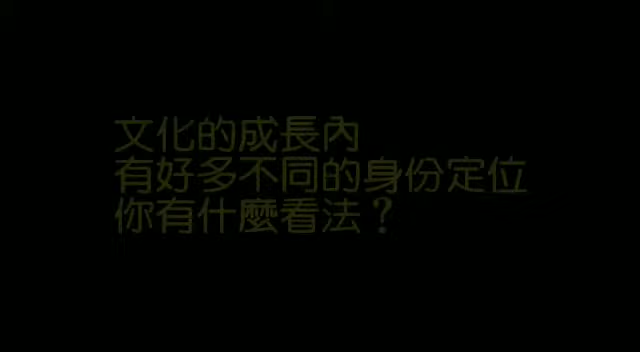 文化的成長內
有好多不同的身份定位
你有什麼看法？